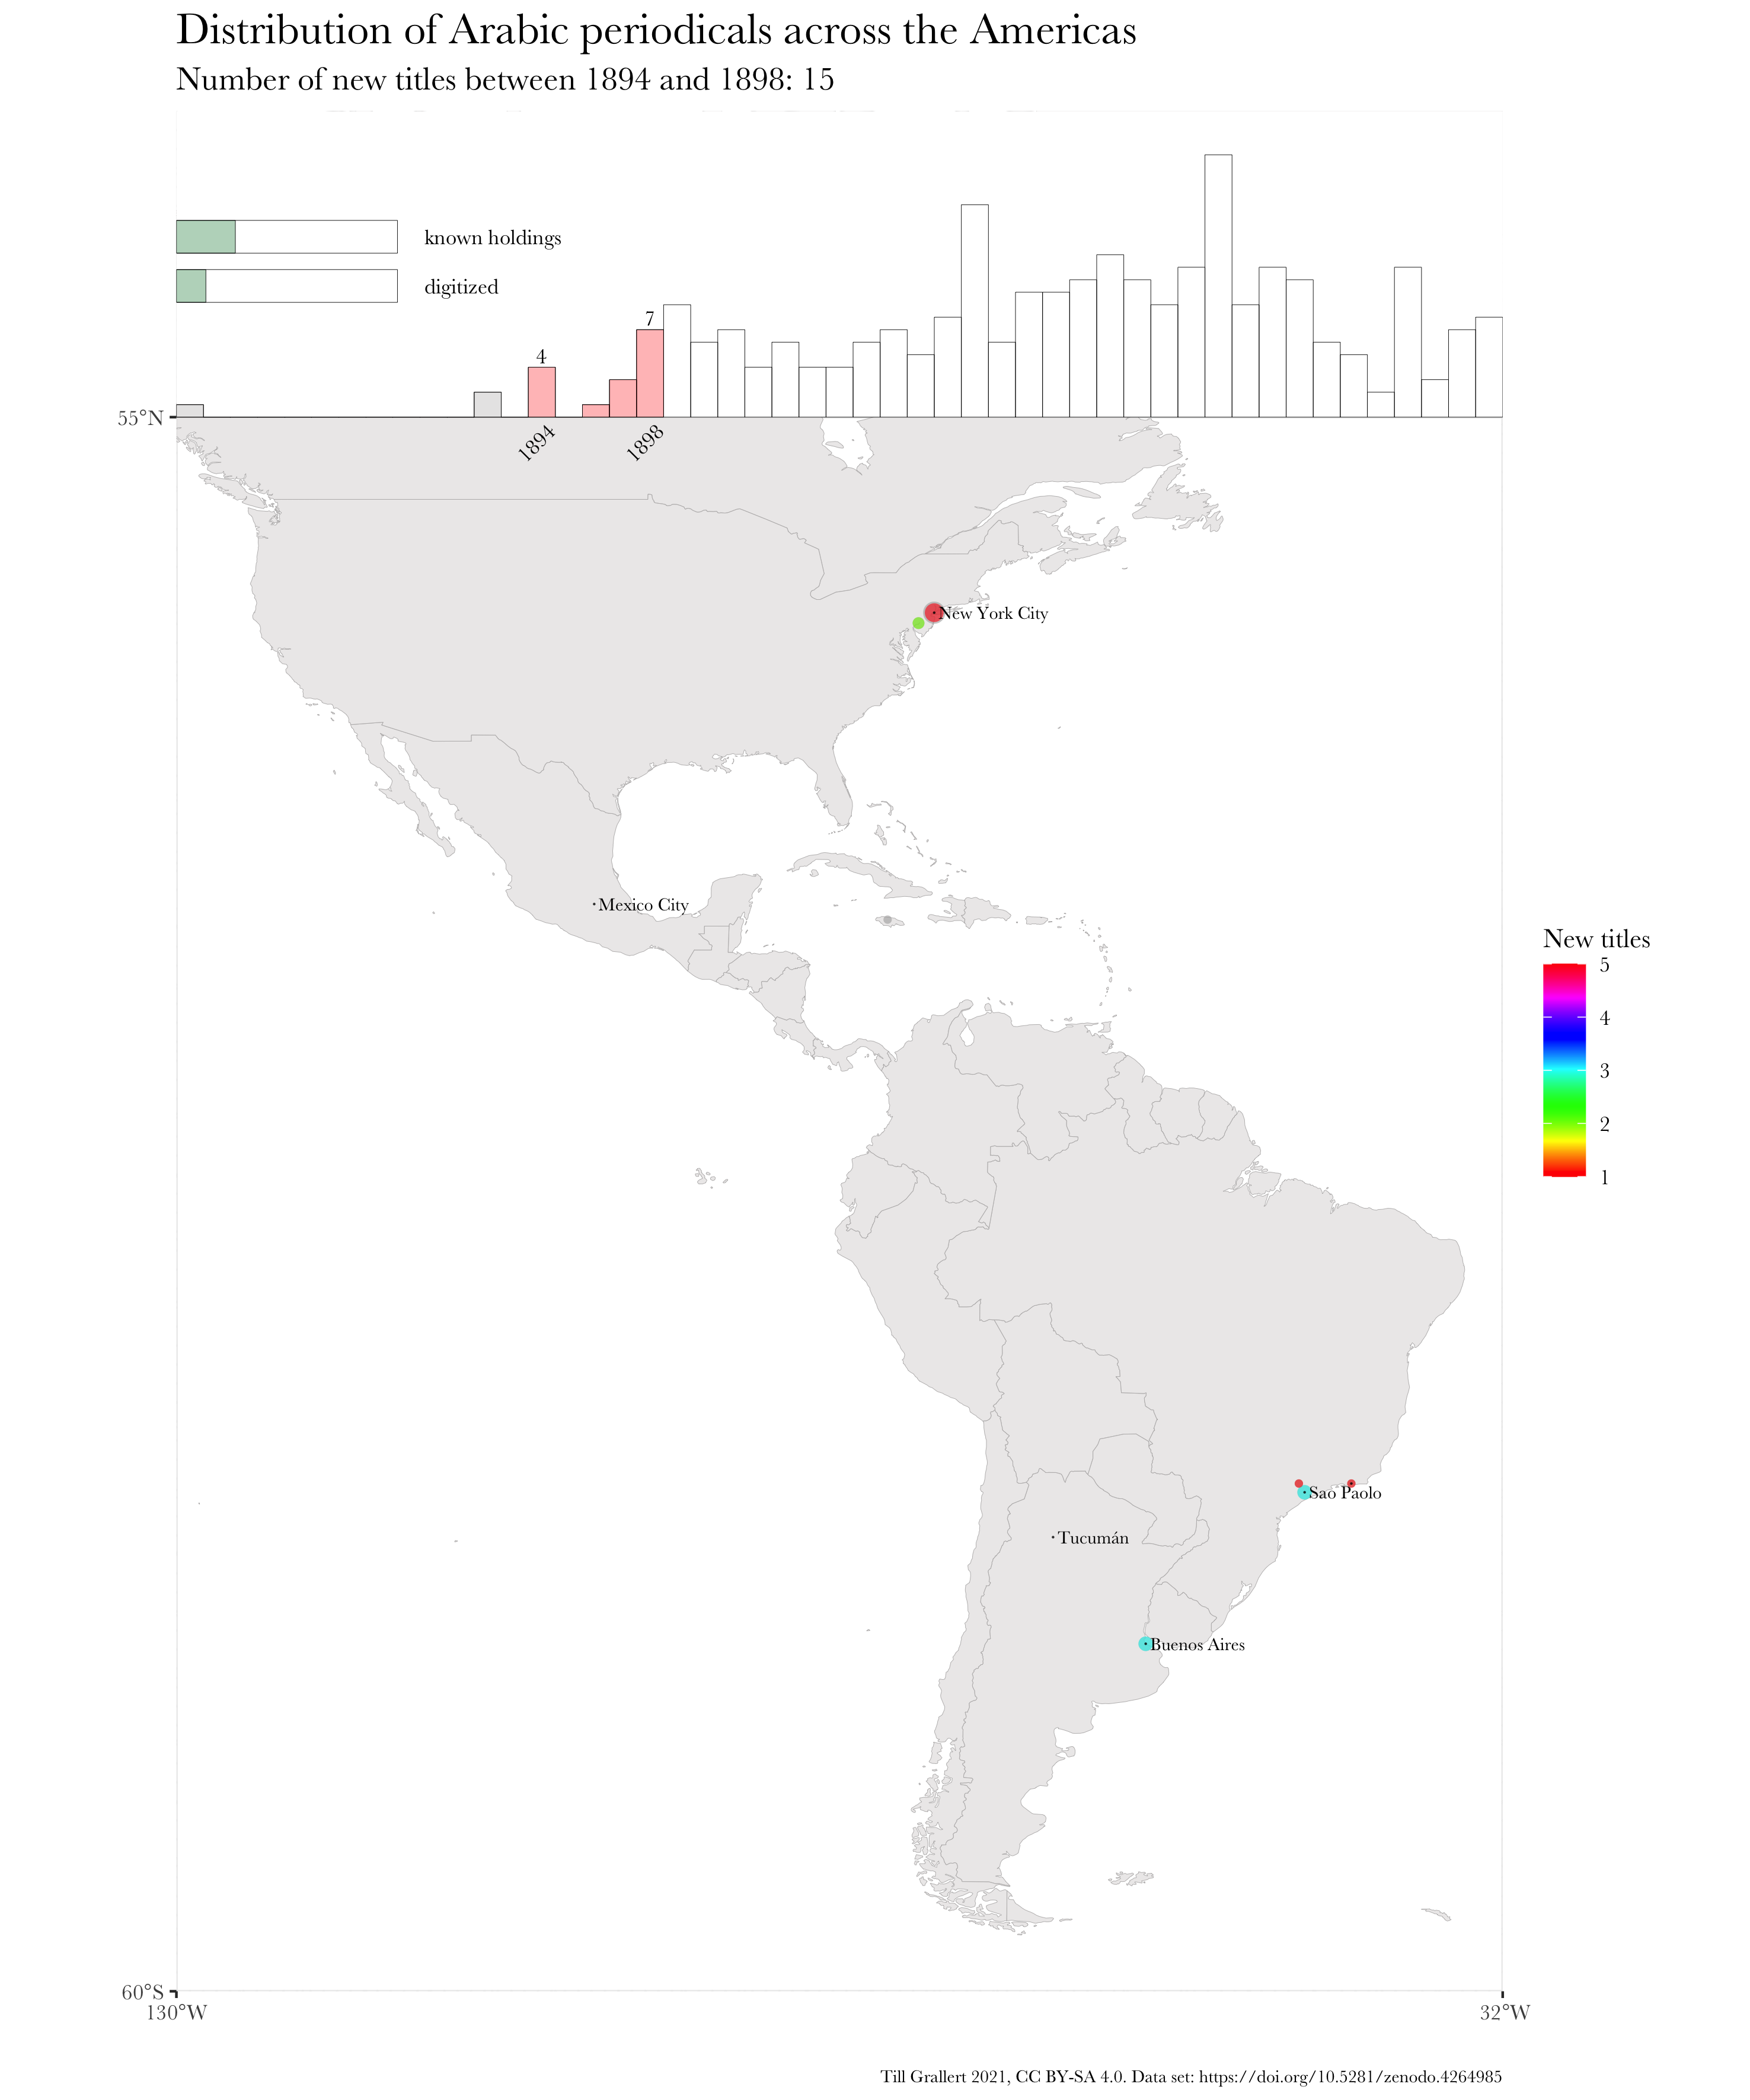 Distribution of Arabic periodicals across the Americas
Number of new titles between 1894 and 1898: 15
known holdings
digitized
7
4
55°N
1894
1898
New York City
Mexico City
New titles
5
4
3
2
1
Sao Paolo
Tucumán
Buenos Aires
60°S
130°W
32°W
Till Grallert 2021, CC BY-SA 4.0. Data set: https://doi.org/10.5281/zenodo.4264985